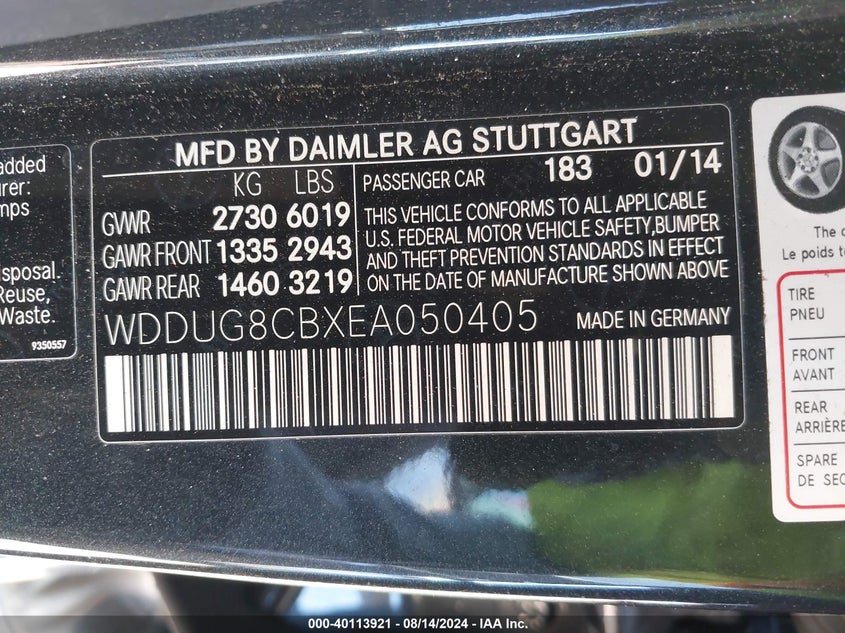 added
urer:
mps
isposal.
Reuse,
Waste.
9350557
MFD BY DAIMLER AG STUTTGART
KG LBS
GVWR 2730 6019
GAWR FRONT 1335 2943
GAWR REAR 1460 3219
PASSENGER CAR 183 01/14
THIS VEHICLE CONFORMS TO ALL APPLICABLE
U.S. FEDERAL MOTOR VEHICLE SAFETY,BUMPER
AND THEFT PREVENTION STANDARDS IN EFFECT
ON THE DATE OF MANUFACTURE SHOWN ABOVE
WDDUG8CBXEA050405 MADE IN GERMANY
The c
Le poids t
TIRE
PNEU
FRONT
AVANT
REAR
ARRIÈRE
SPARE
DE SEC
000-40113921 - 08/14/2024 - IAA Inc.